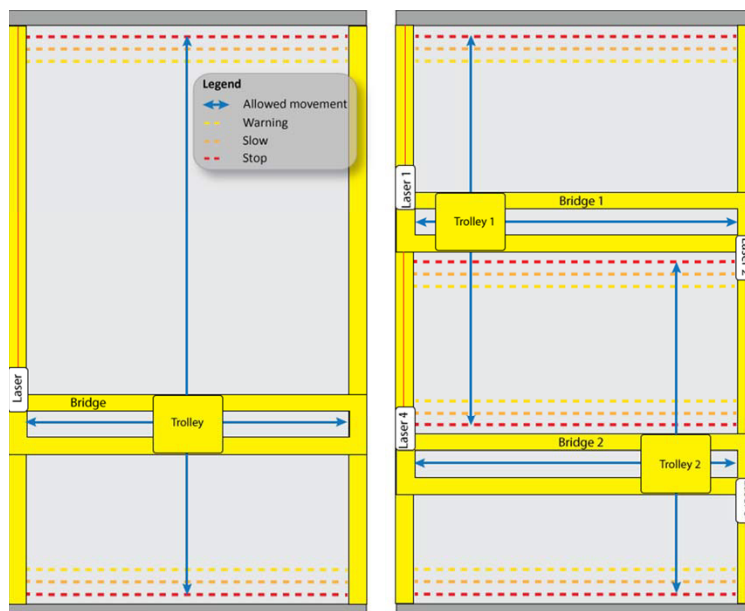 Legend
Allowed movement
Warning
Slow
Stop
Laser
Bridge
Trolley
Laser 1
Bridge 1
Trolley 1
Laser 4
Bridge 2
Trolley 2